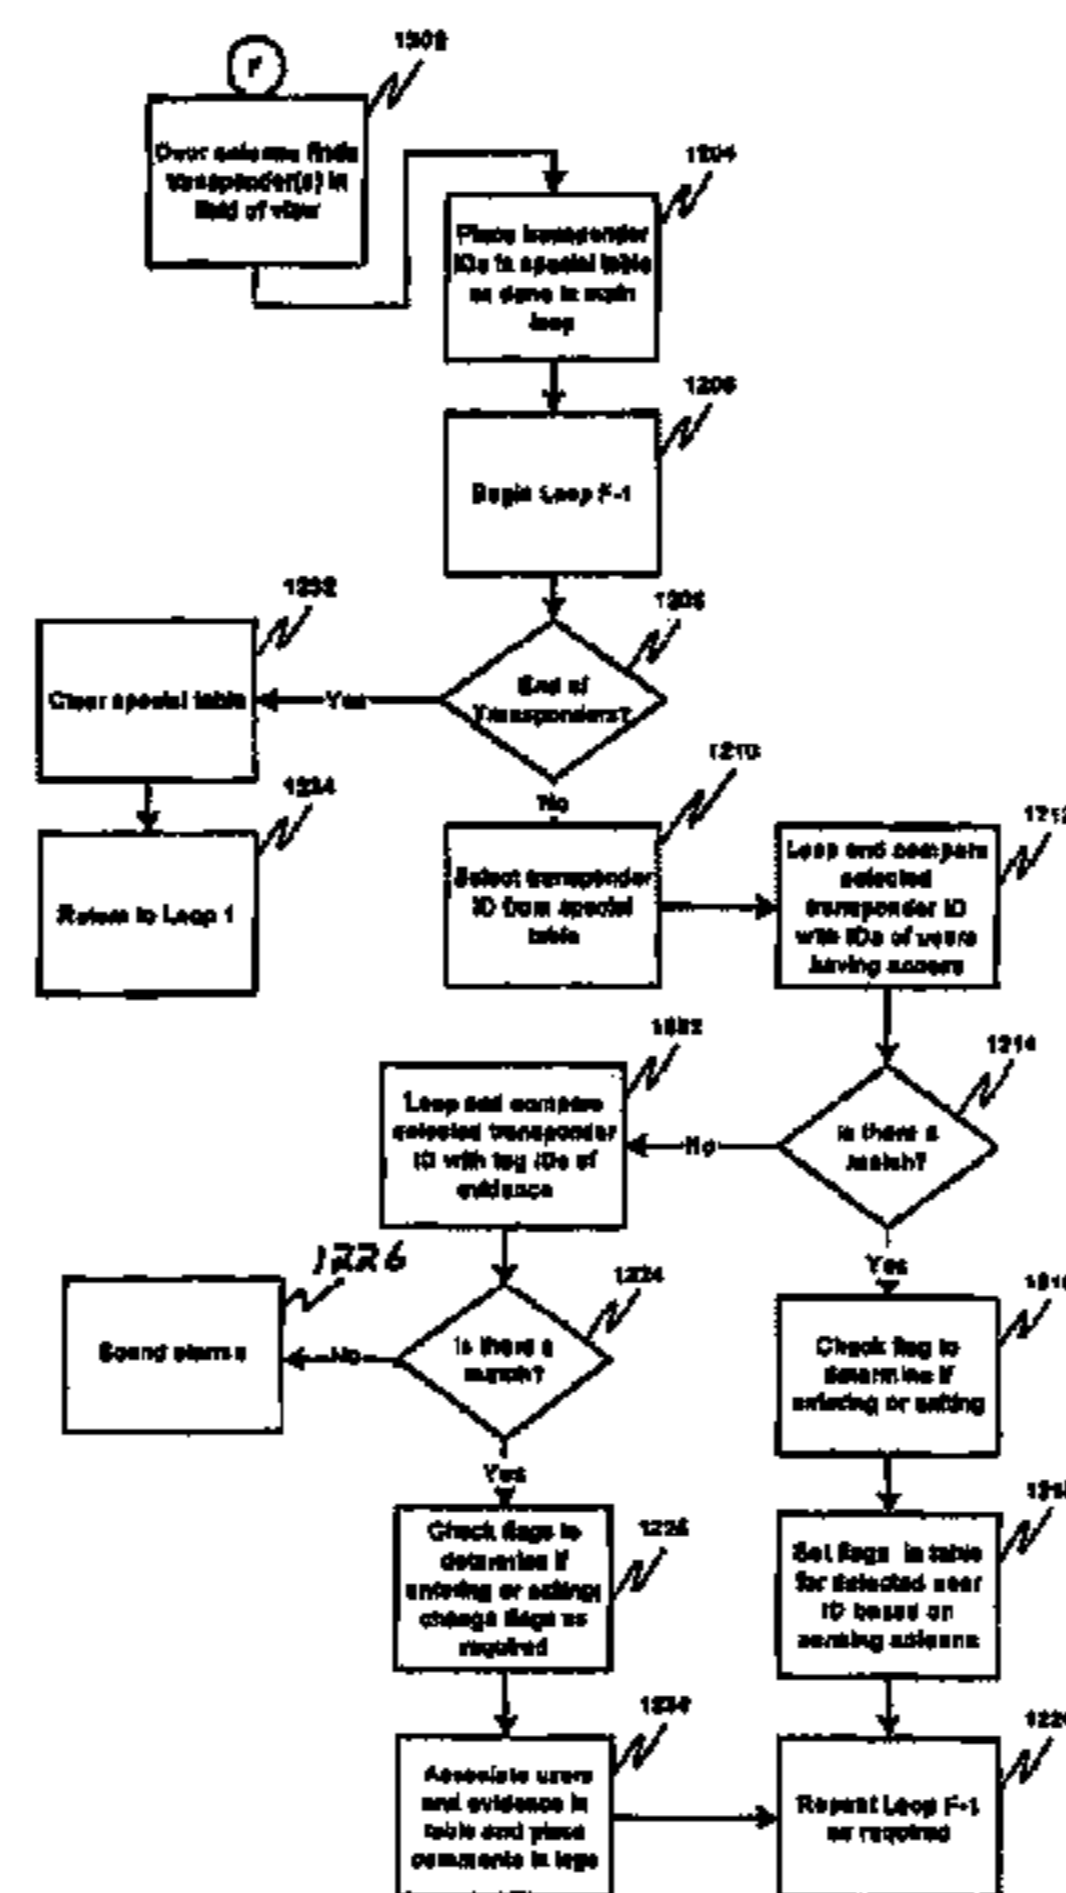 F
Door antenna finds
transponder(s) in
field of view
1204
Place transponder
IDs in special table
as done in main
loop
1206
Begin Loop F-1
1232
Clear special table
Yes
End of
Transponders?
No
1210
1234
Return to Loop 1
Select transponder
ID from special
table
Loop and compare
selected
transponder ID
with IDs of users
having access
Loop and compare
selected transponder
ID with tag IDs of
evidence
No
1214
Is there a
match?
Yes
1226
Sound alarms
No
1224
Is there a
match?
Yes
Check flag to
determine if
entering or exiting
Check flags to
determine if
entering or exiting;
change flags as
required
Set flags in table
for selected user
ID based on
sensing antenna
Associate users
and evidence in
table and place
comments in logs
Repeat Loop F-1
as required